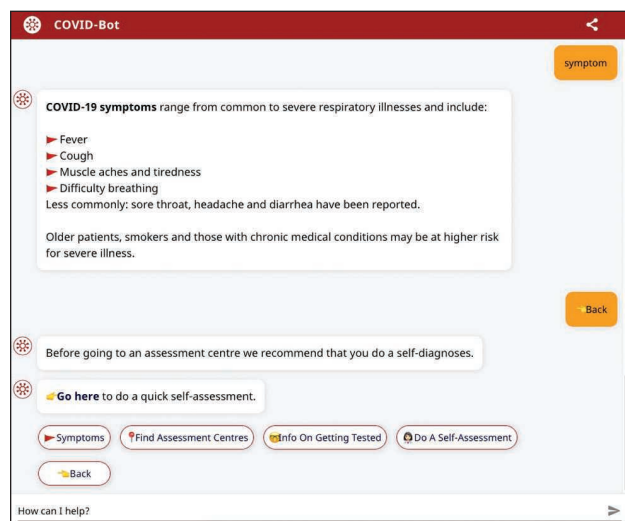 COVID-Bot
symptom
COVID-19 symptoms range from common to severe respiratory illnesses and include:
Fever
Cough
Muscle aches and tiredness
Difficulty breathing
Less commonly: sore throat, headache and diarrhea have been reported.
Older patients, smokers and those with chronic medical conditions may be at higher risk
for severe illness.
Back
Before going to an assessment centre we recommend that you do a self-diagnoses.
Go here to do a quick self-assessment.
Symptoms Find Assessment Centres Info On Getting Tested Do A Self-Assessment
Back
How can I help?